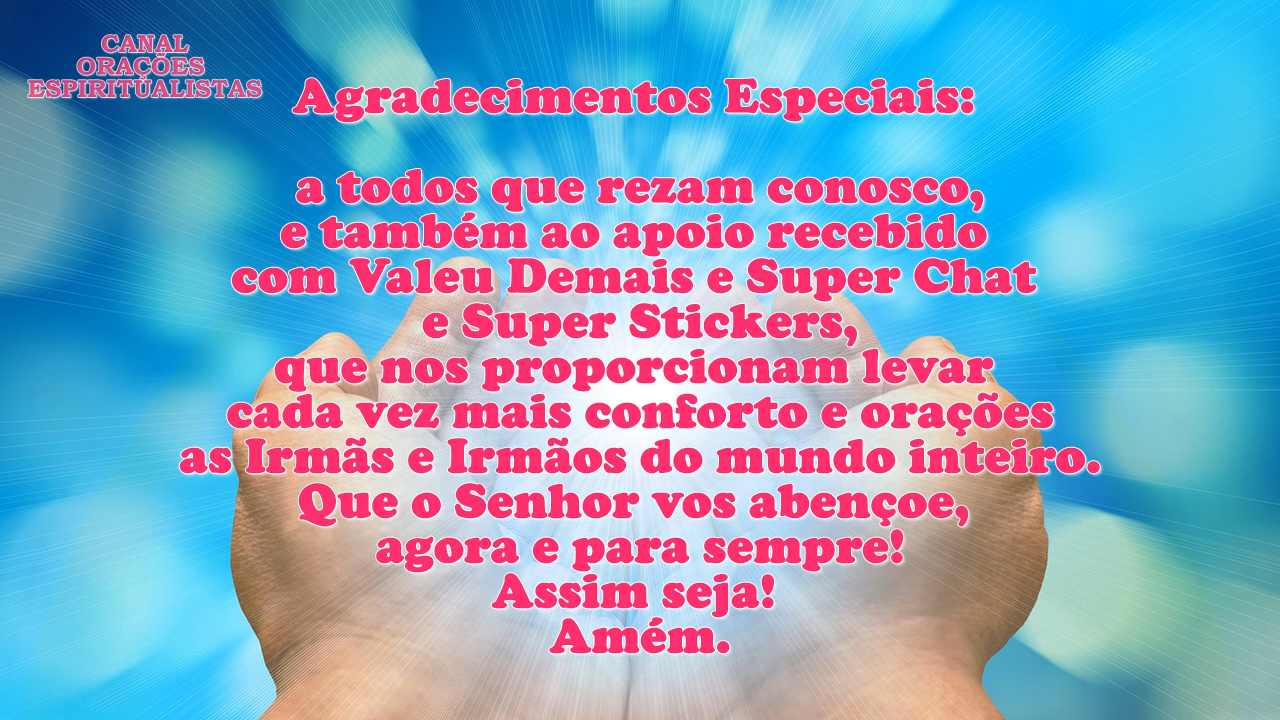 CANAL
ORAÇÕES
ESPIRITUALISTAS
Agradecimentos Especiais:
a todos que rezam conosco,
e também ao apoio recebido
com Valeu Demais e Super Chat
e Super Stickers,
que nos proporcionam levar
cada vez mais conforto e orações
as Irmãs e Irmãos do mundo inteiro.
Que o Senhor vos abençoe,
agora e para sempre!
Assim seja!
Amém.